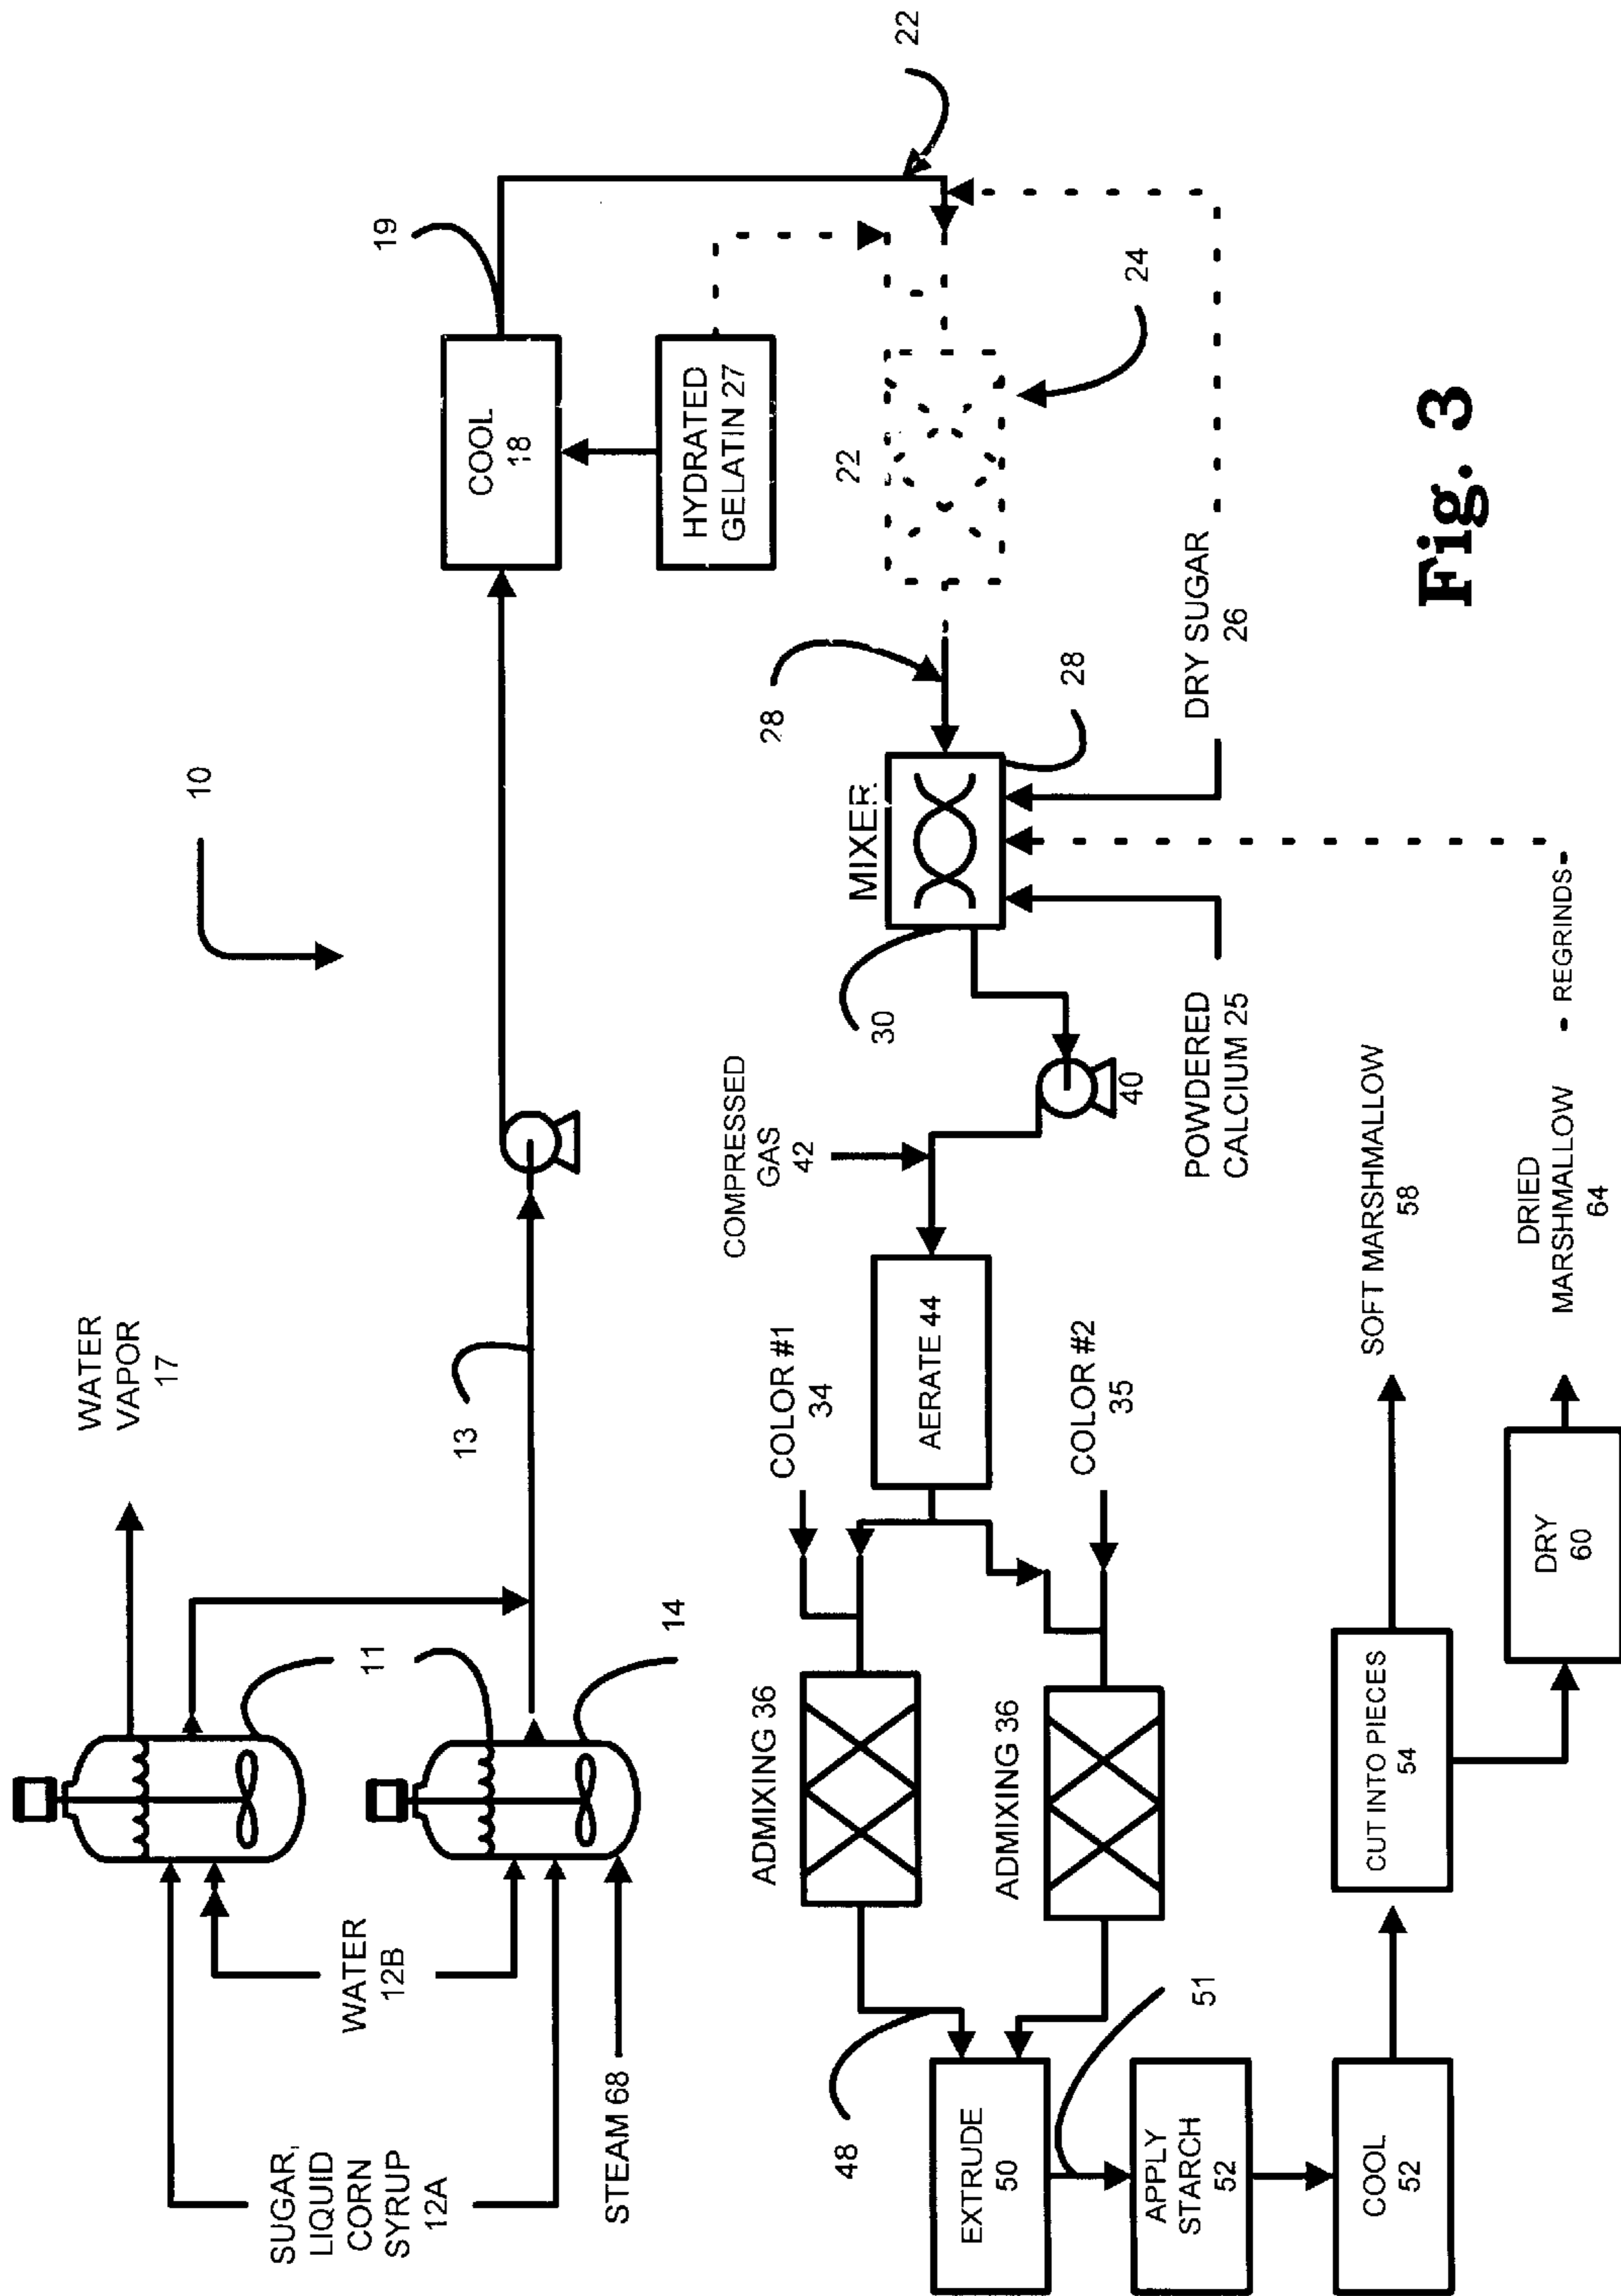 WATER
VAPOR
17
10
19
22
COOL
18
HYDRATED
GELATIN 27
11
13
14
SUGAR,
LIQUID
CORN
SYRUP
12A
WATER
12B
STEAM 68
22
24
28
28
MIXER
30
DRY SUGAR
26
POWDERED
CALCIUM 25
REGRINDS
40
COMPRESSED
GAS
42
AERATE 44
COLOR #1
34
COLOR #2
35
ADMIXING 36
ADMIXING 36
48
EXTRUDE
50
51
APPLY
STARCH
52
COOL
52
CUT INTO PIECES
54
SOFT MARSHMALLOW
58
DRY
60
DRIED
MARSHMALLOW
64
Fig. 3